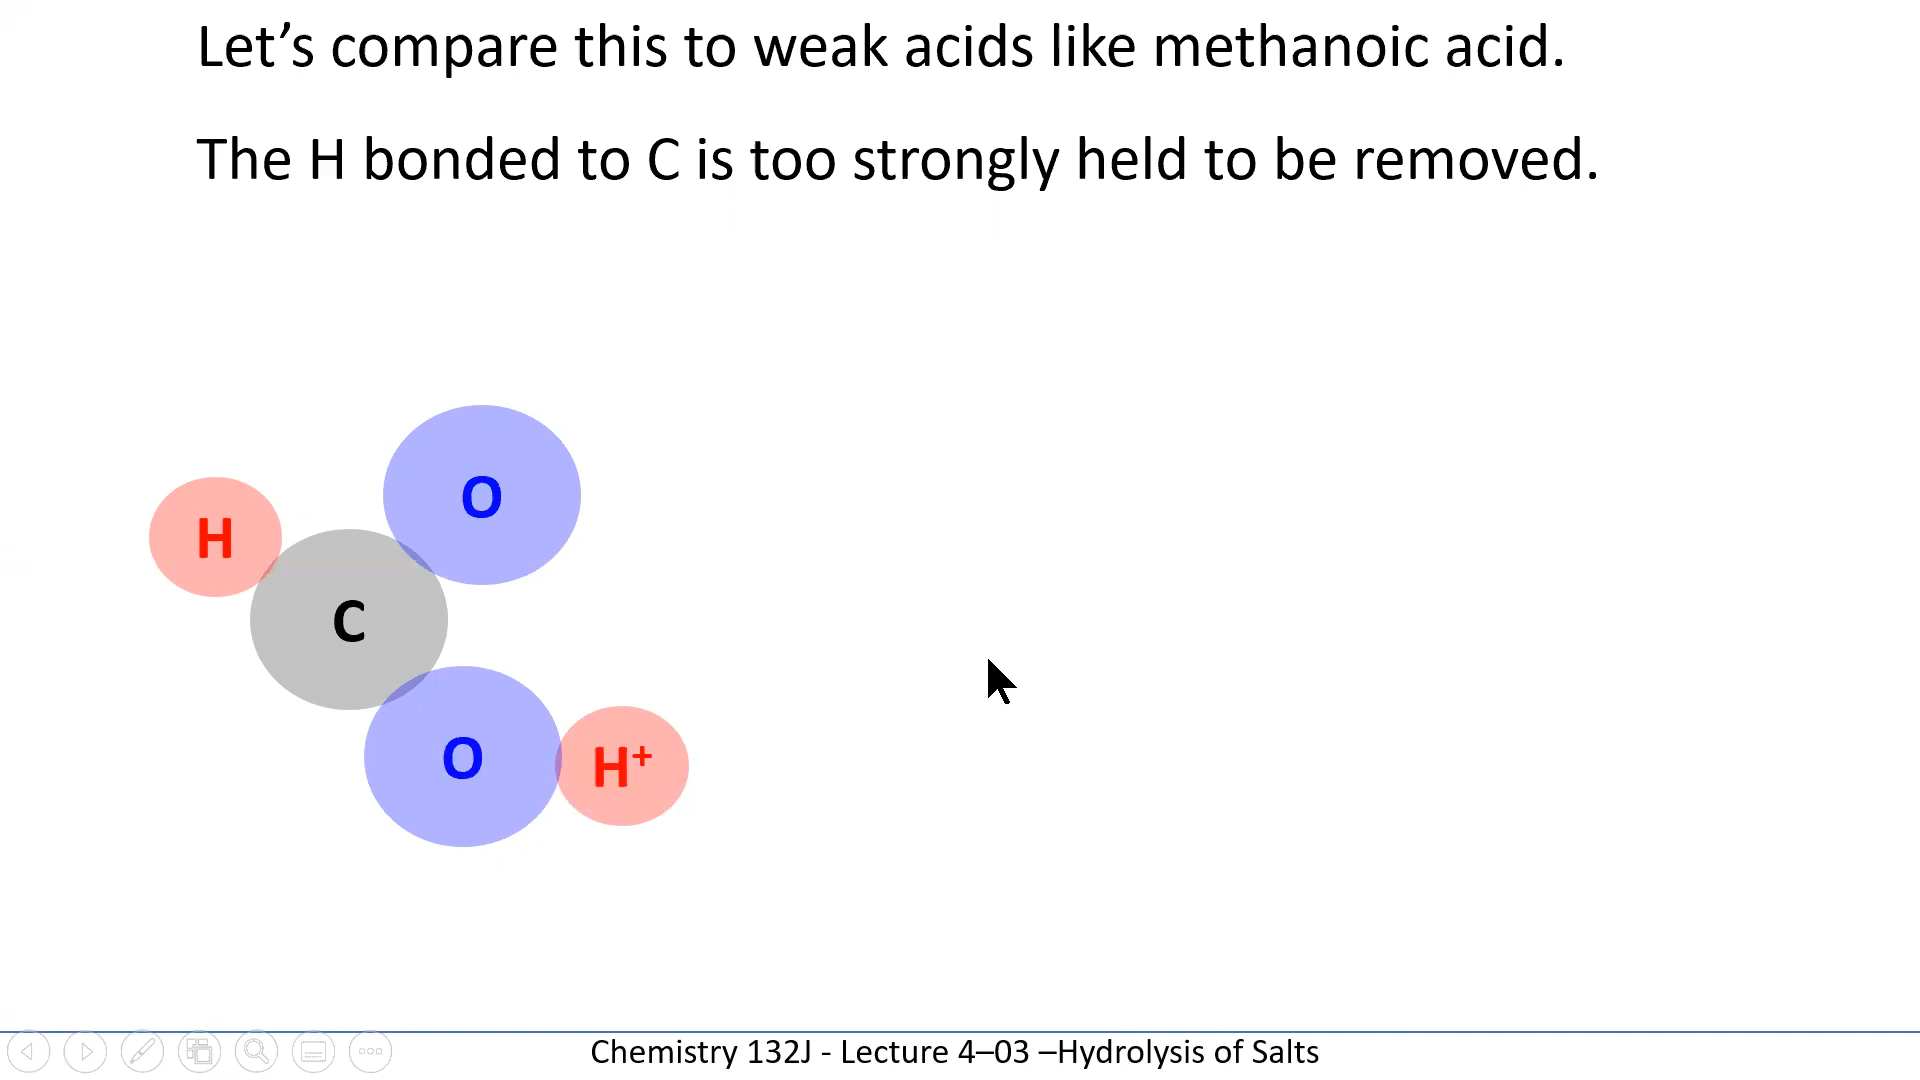 Let’s compare this to weak acids like methanoic acid.
The H bonded to C is too strongly held to be removed.
O
H
C
O
H⁺
Chemistry 132J - Lecture 4–03 –Hydrolysis of Salts